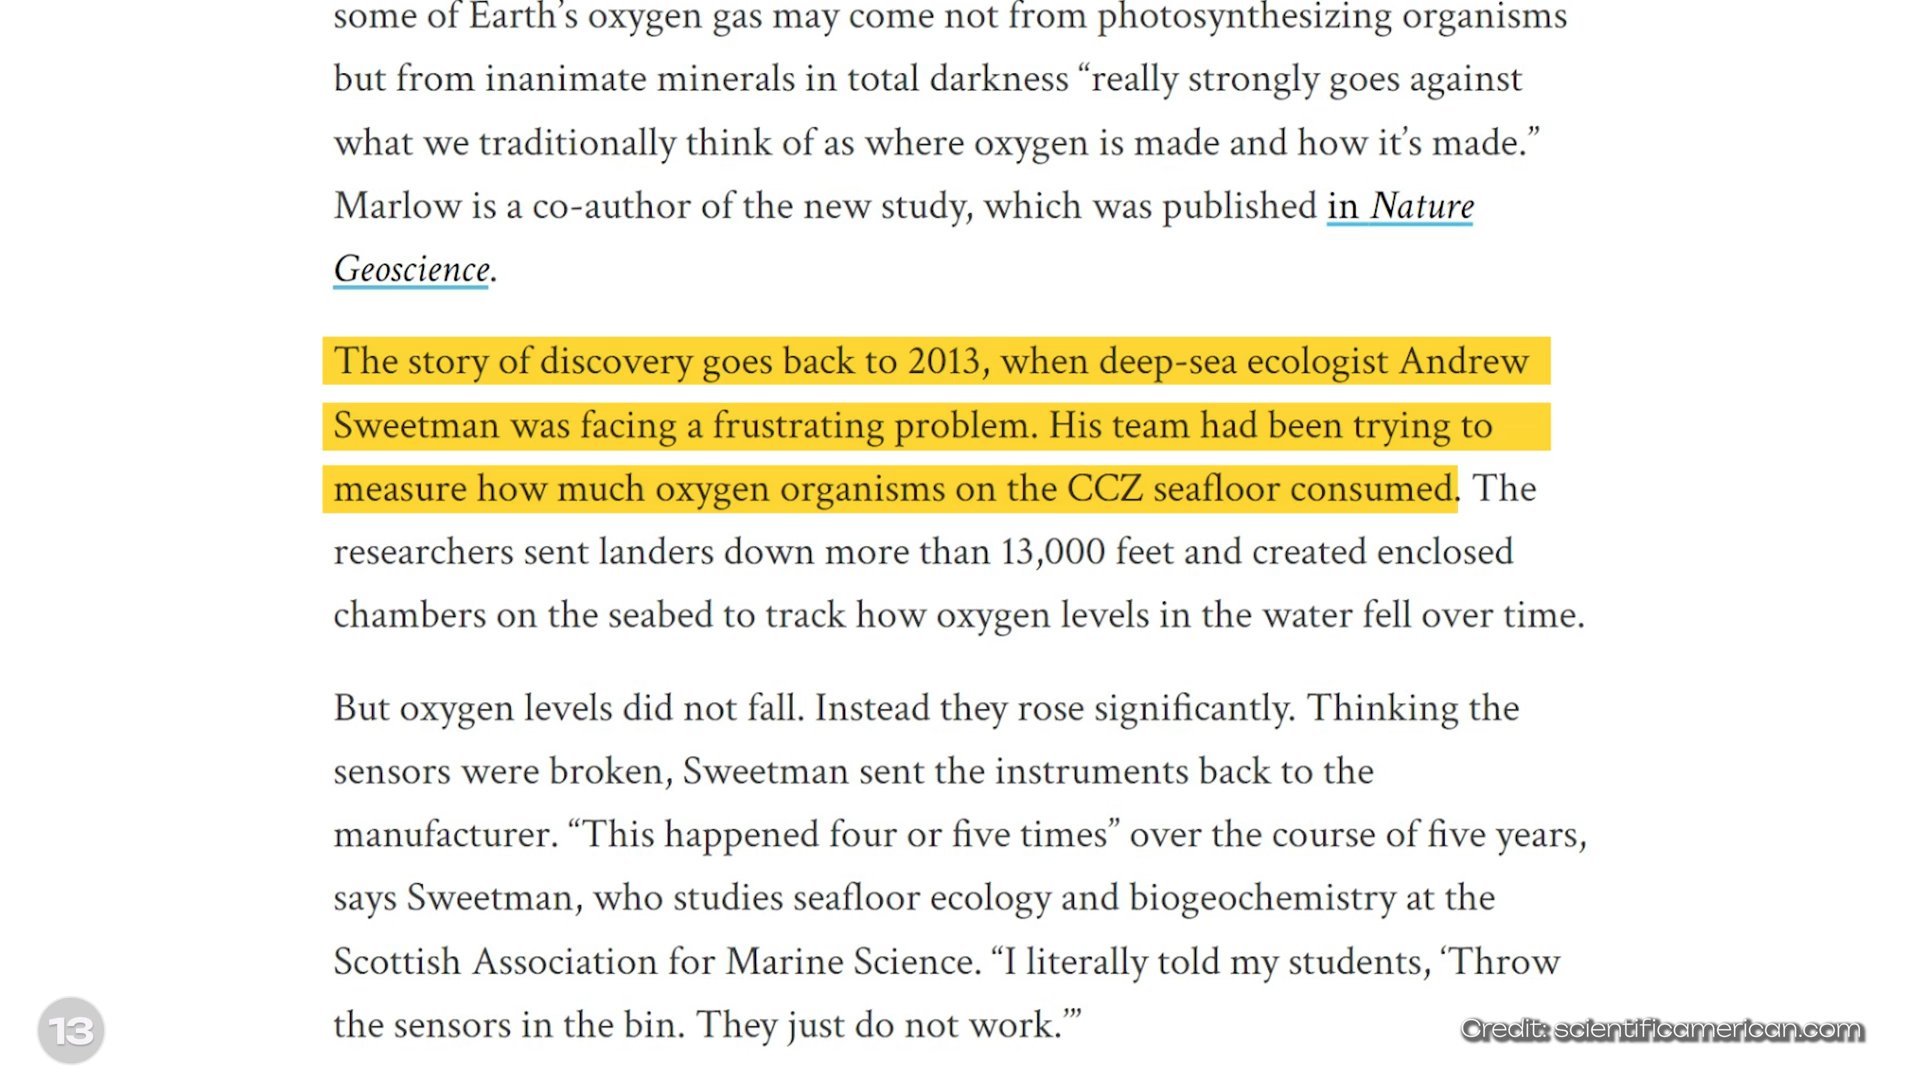 some of Earth’s oxygen gas may come not from photosynthesizing organisms
but from inanimate minerals in total darkness “really strongly goes against
what we traditionally think of as where oxygen is made and how it’s made.”
Marlow is a co-author of the new study, which was published in Nature
Geoscience.
The story of discovery goes back to 2013, when deep-sea ecologist Andrew
Sweetman was facing a frustrating problem. His team had been trying to
measure how much oxygen organisms on the CCZ seafloor consumed. The
researchers sent landers down more than 13,000 feet and created enclosed
chambers on the seabed to track how oxygen levels in the water fell over time.
But oxygen levels did not fall. Instead they rose significantly. Thinking the
sensors were broken, Sweetman sent the instruments back to the
manufacturer. “This happened four or five times” over the course of five years,
says Sweetman, who studies seafloor ecology and biogeochemistry at the
Scottish Association for Marine Science. “I literally told my students, ‘Throw
the sensors in the bin. They just do not work.’”
13
Credit: scientificamerican.com